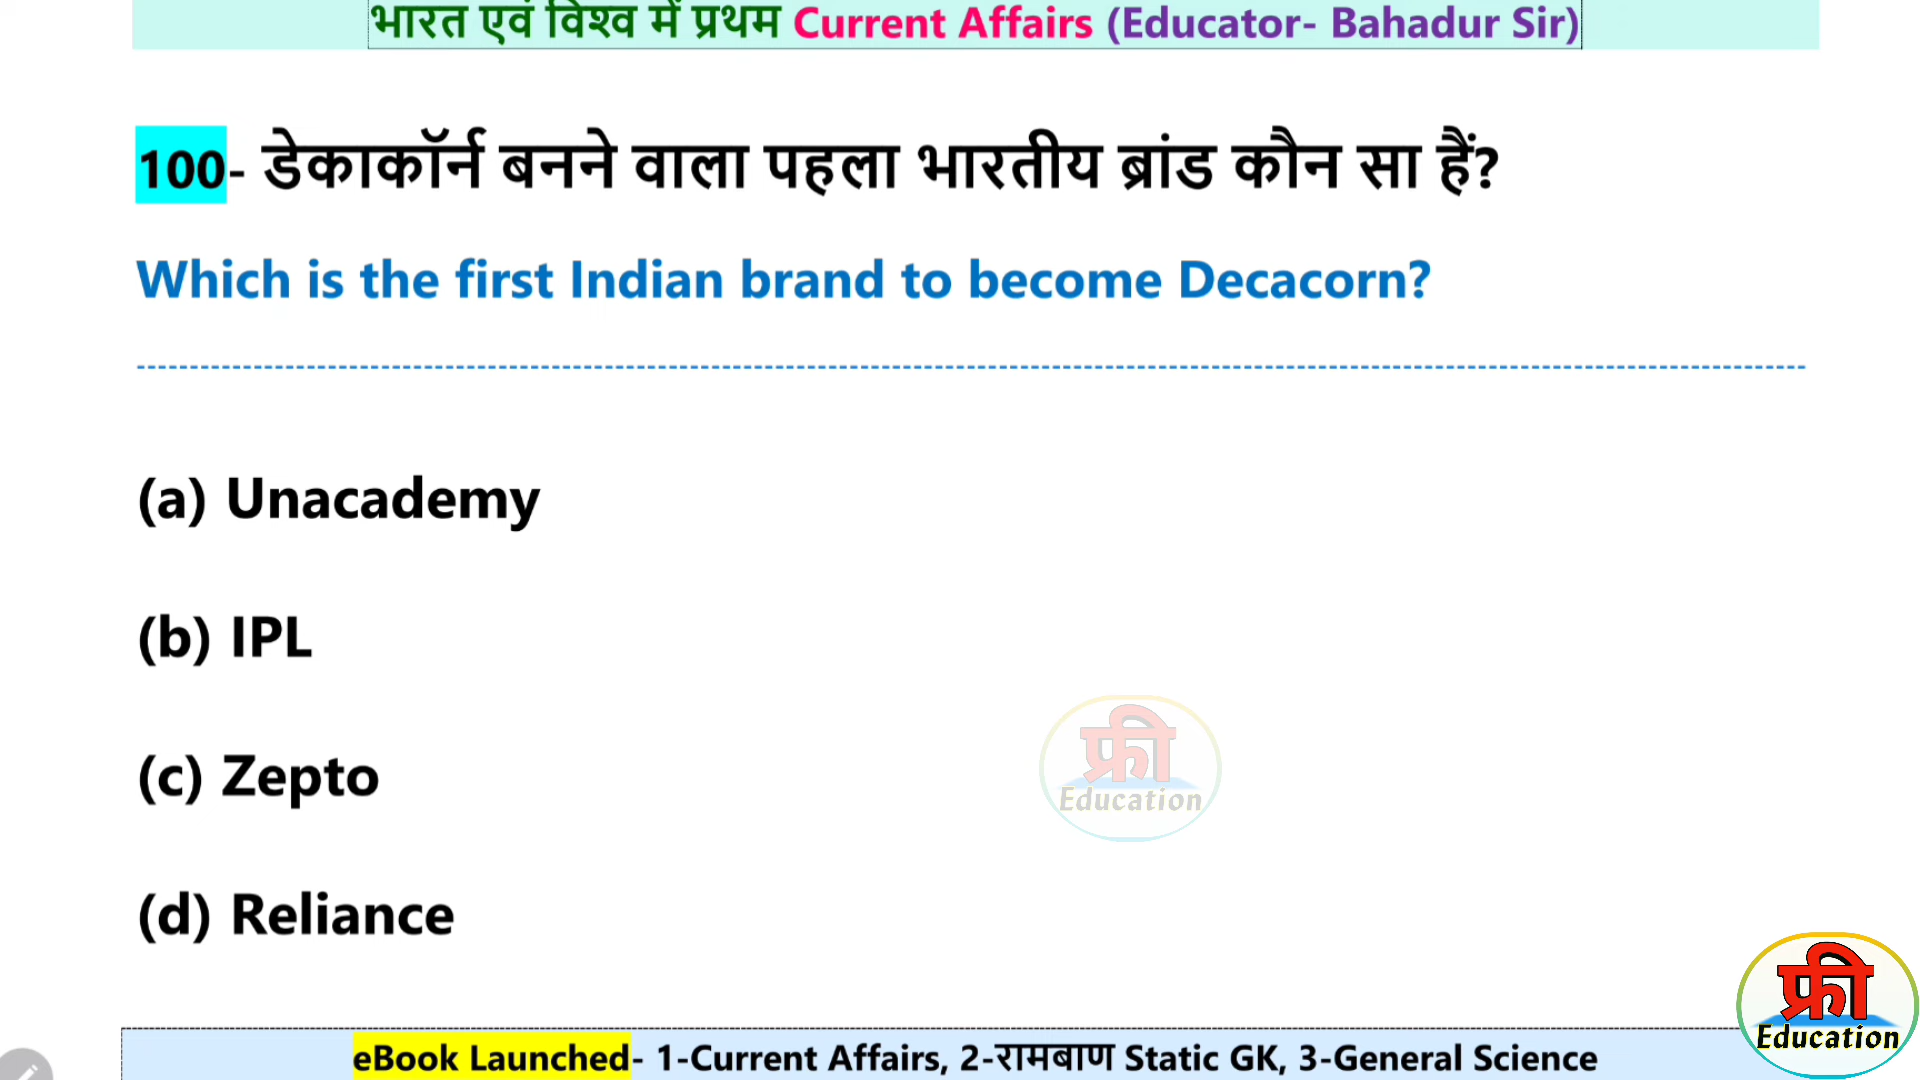 भारत एवं विश्व में प्रथम Current Affairs (Educator- Bahadur Sir)
100- डेकाकॉर्न बनने वाला पहला भारतीय ब्रांड कौन सा हैं?
Which is the first Indian brand to become Decacorn?
(a) Unacademy
(b) IPL
(c) Zepto
फ्री
Education
(d) Reliance
फ्री
Education
eBook Launched- 1-Current Affairs, 2-रामबाण Static GK, 3-General Science